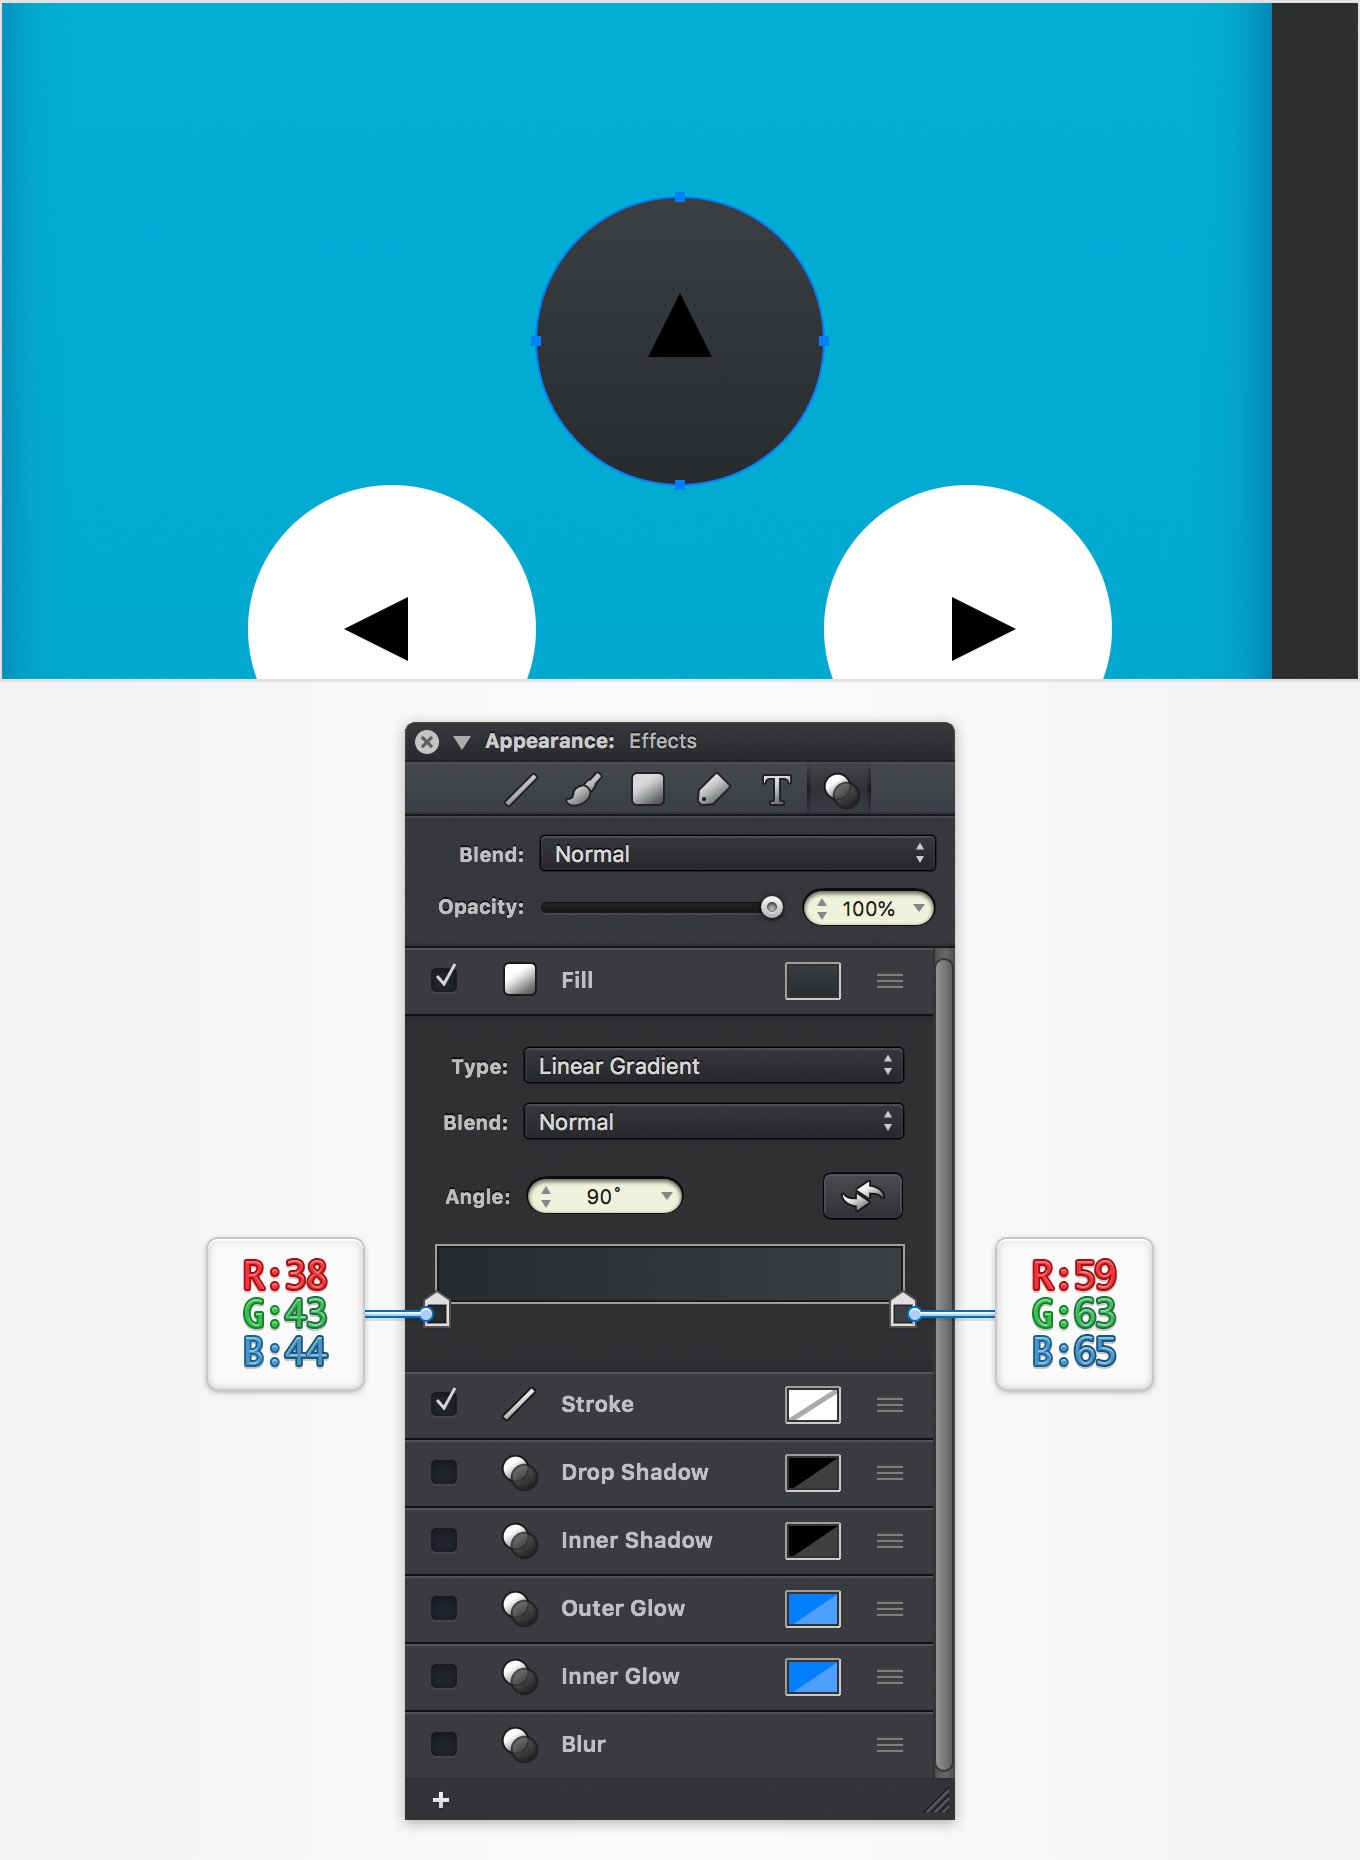 Appearance: Effects
T
Blend: Normal
Opacity: 100%
Fill
Type: Linear Gradient
Blend: Normal
Angle: 90°
R:38
G:43
B:44
R:59
G:63
B:65
Stroke
Drop Shadow
Inner Shadow
Outer Glow
Inner Glow
Blur
+